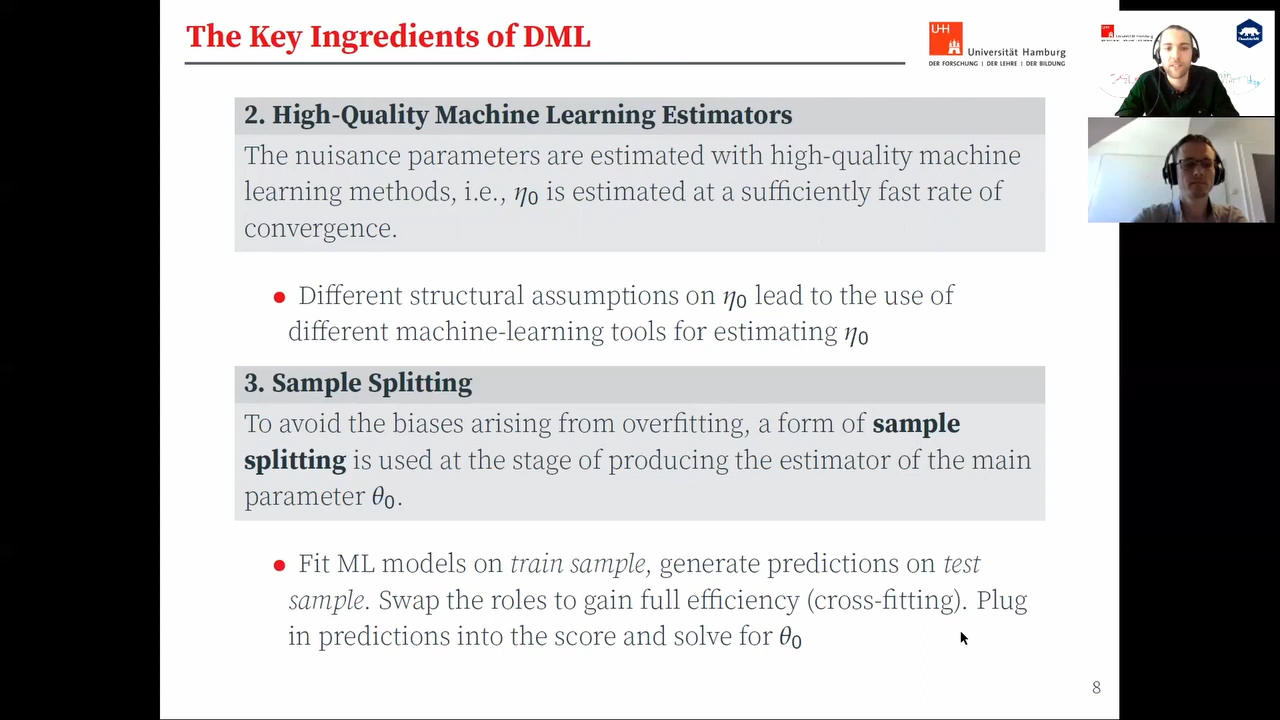 The Key Ingredients of DML
UH
Universität Hamburg
DER FORSCHUNG | DER LEHRE | DER BILDUNG
2. High-Quality Machine Learning Estimators
The nuisance parameters are estimated with high-quality machine
learning methods, i.e., η₀ is estimated at a sufficiently fast rate of
convergence.
• Different structural assumptions on η₀ lead to the use of
different machine-learning tools for estimating η₀
3. Sample Splitting
To avoid the biases arising from overfitting, a form of sample
splitting is used at the stage of producing the estimator of the main
parameter θ₀.
• Fit ML models on train sample, generate predictions on test
sample. Swap the roles to gain full efficiency (cross-fitting). Plug
in predictions into the score and solve for θ₀
8